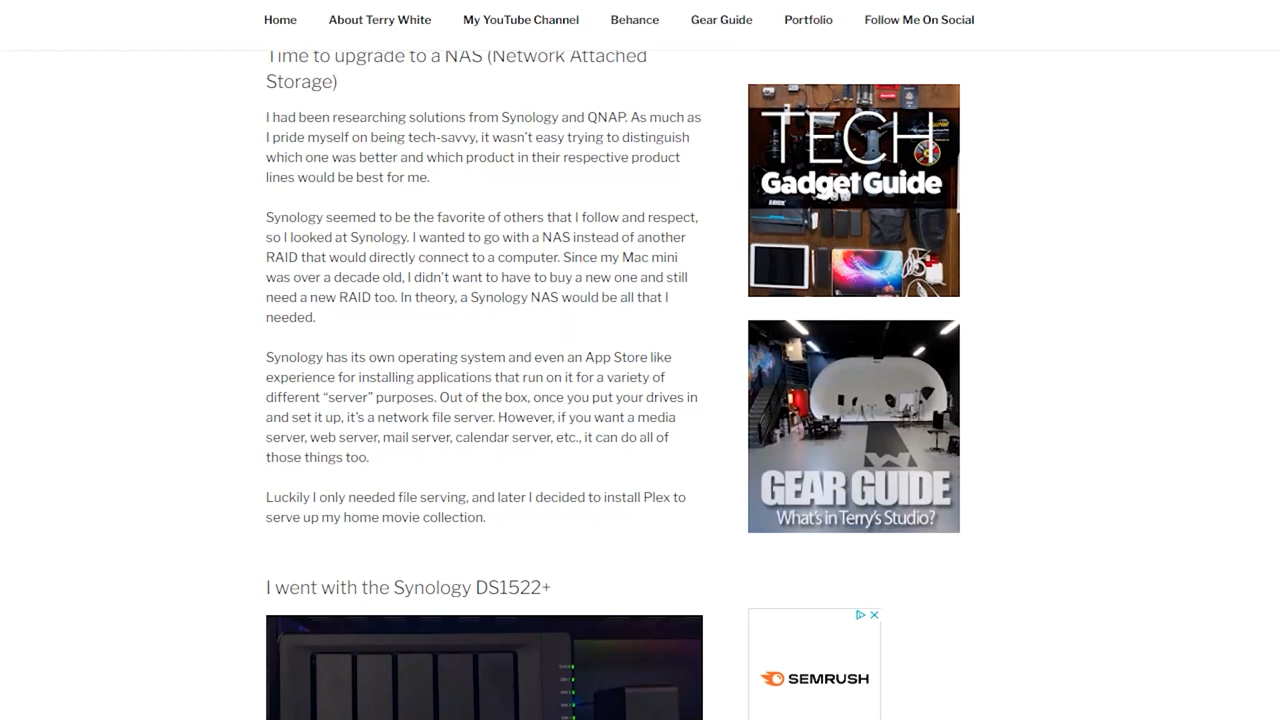 Home About Terry White My YouTube Channel Behance Gear Guide Portfolio Follow Me On Social
Time to upgrade to a NAS (Network Attached
Storage)
I had been researching solutions from Synology and QNAP. As much as
I pride myself on being tech-savvy, it wasn’t easy trying to distinguish
which one was better and which product in their respective product
lines would be best for me.
Synology seemed to be the favorite of others that I follow and respect,
so I looked at Synology. I wanted to go with a NAS instead of another
RAID that would directly connect to a computer. Since my Mac mini
was over a decade old, I didn’t want to have to buy a new one and still
need a new RAID too. In theory, a Synology NAS would be all that I
needed.
Synology has its own operating system and even an App Store like
experience for installing applications that run on it for a variety of
different “server” purposes. Out of the box, once you put your drives in
and set it up, it’s a network file server. However, if you want a media
server, web server, mail server, calendar server, etc., it can do all of
those things too.
Luckily I only needed file serving, and later I decided to install Plex to
serve up my home movie collection.
I went with the Synology DS1522+
TECH
Gadget Guide
GEAR GUIDE
What's in Terry's Studio?
SEMRUSH